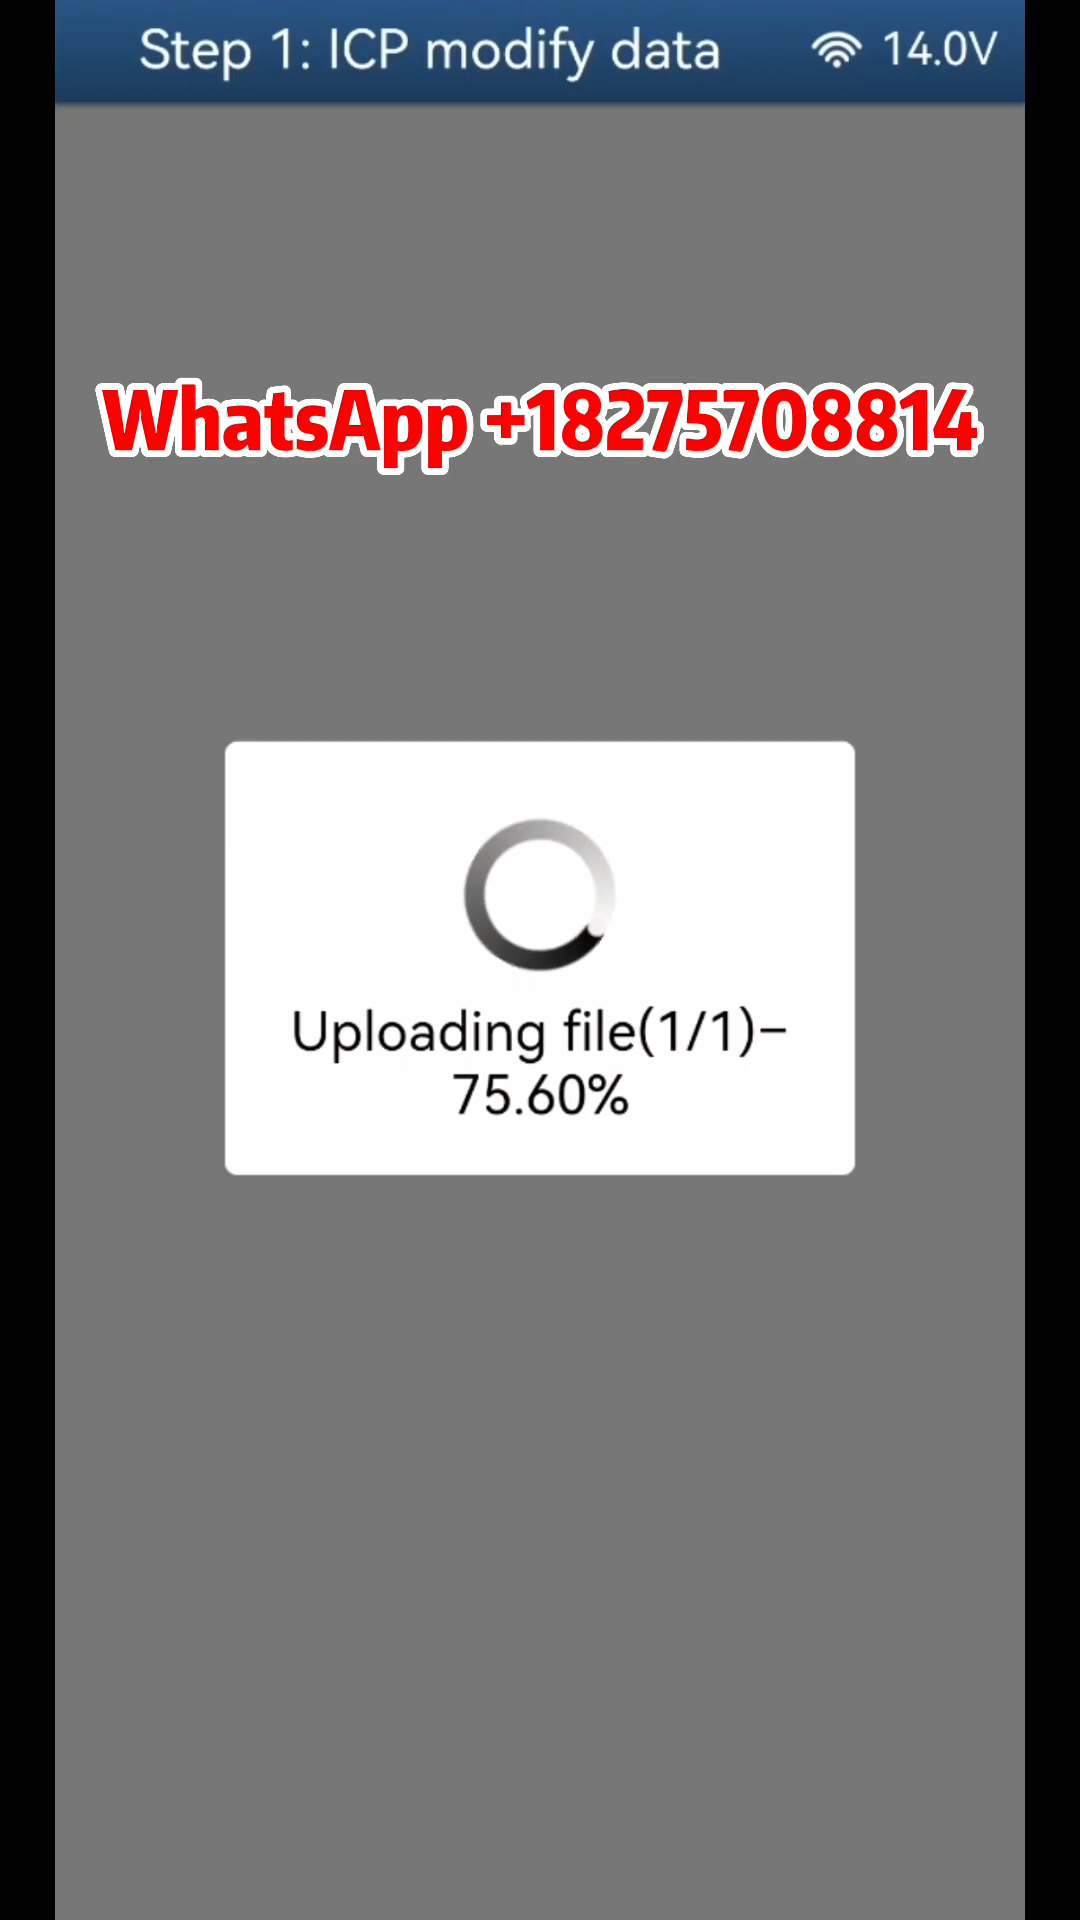 Step 1: ICP modify data 14.0V
WhatsApp +18275708814
Uploading file(1/1)-
75.60%